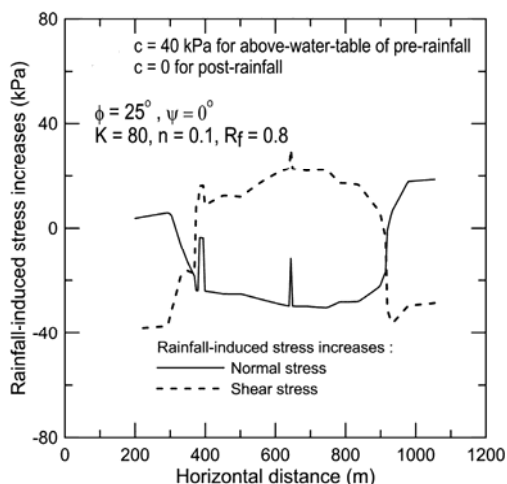 80
40
0
-40
-80
Rainfall-induced stress increases (kPa)
c = 40 kPa for above-water-table of pre-rainfall
c = 0 for post-rainfall
ϕ = 25°, ψ = 0°
K = 80, n = 0.1, Rf = 0.8
Rainfall-induced stress increases :
Normal stress
Shear stress
0 200 400 600 800 1000 1200
Horizontal distance (m)